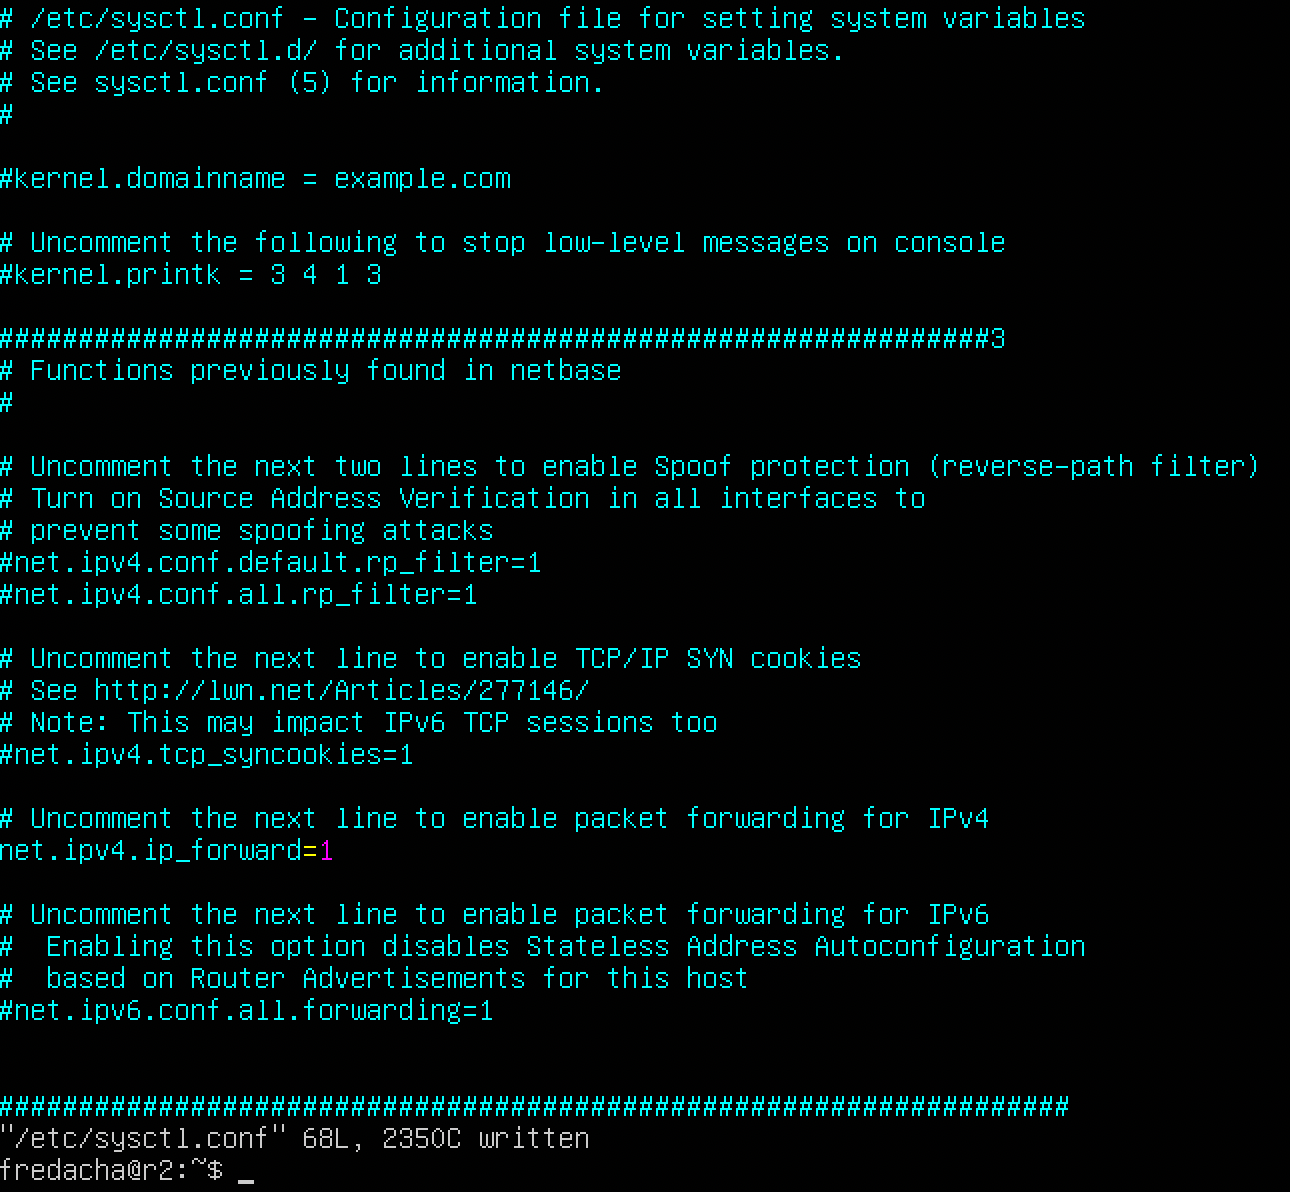 # /etc/sysctl.conf - Configuration file for setting system variables
# See /etc/sysctl.d/ for additional system variables.
# See sysctl.conf (5) for information.
#
#kernel.domainname = example.com
# Uncomment the following to stop low-level messages on console
#kernel.printk = 3 4 1 3
##############################################################3
# Functions previously found in netbase
#
# Uncomment the next two lines to enable Spoof protection (reverse-path filter)
# Turn on Source Address Verification in all interfaces to
# prevent some spoofing attacks
#net.ipv4.conf.default.rp_filter=1
#net.ipv4.conf.all.rp_filter=1
# Uncomment the next line to enable TCP/IP SYN cookies
# See http://lwn.net/Articles/277146/
# Note: This may impact IPv6 TCP sessions too
#net.ipv4.tcp_syncookies=1
# Uncomment the next line to enable packet forwarding for IPv4
net.ipv4.ip_forward=1
# Uncomment the next line to enable packet forwarding for IPv6
#  Enabling this option disables Stateless Address Autoconfiguration
#  based on Router Advertisements for this host
#net.ipv6.conf.all.forwarding=1
###################################################################
"/etc/sysctl.conf" 68L, 2350C written
fredacha@r2:~$ _